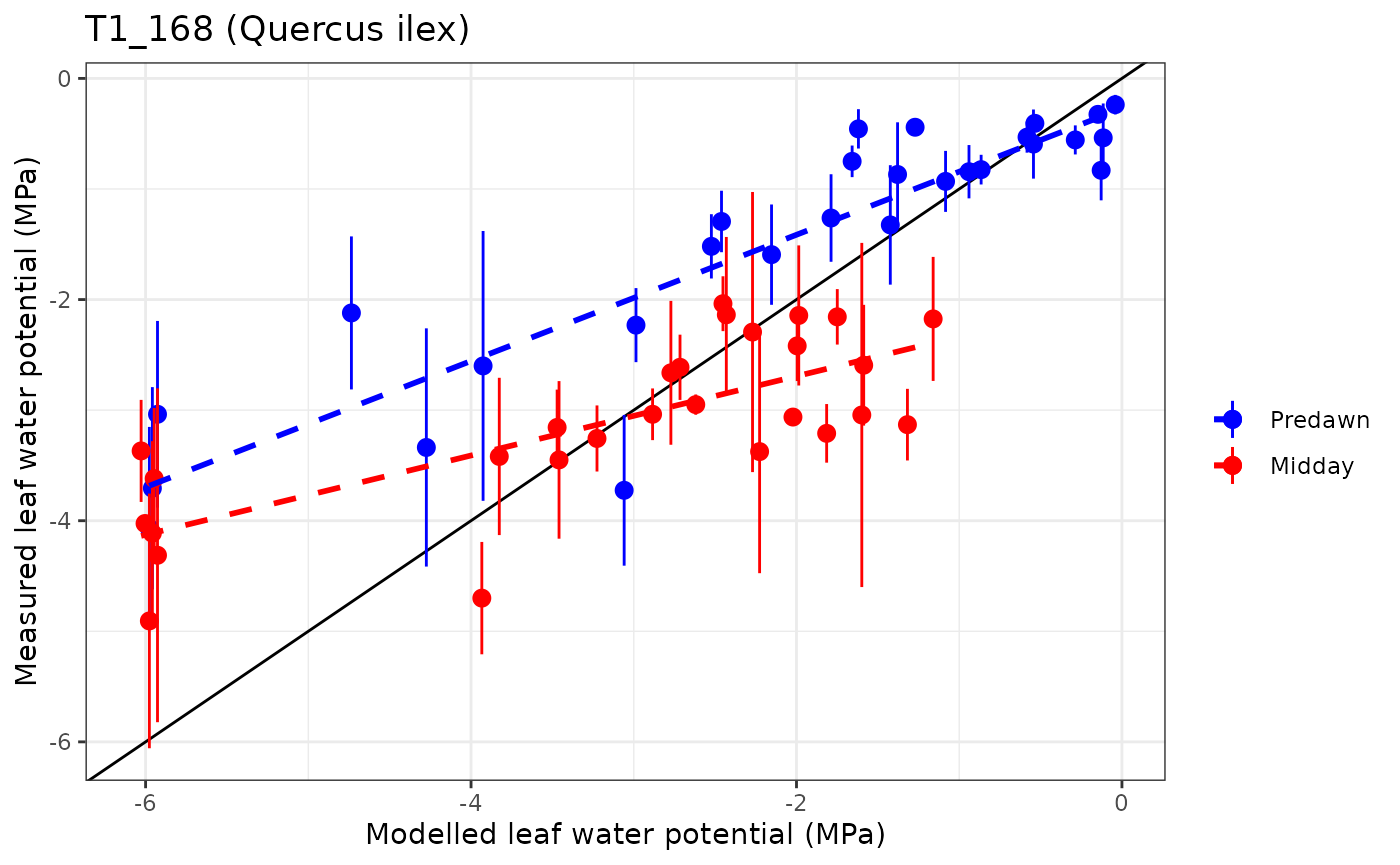 T1_168 (Quercus ilex)
Measured leaf water potential (MPa)
0
-2
-4
-6
-6
-4
-2
0
Modelled leaf water potential (MPa)
Predawn
Midday